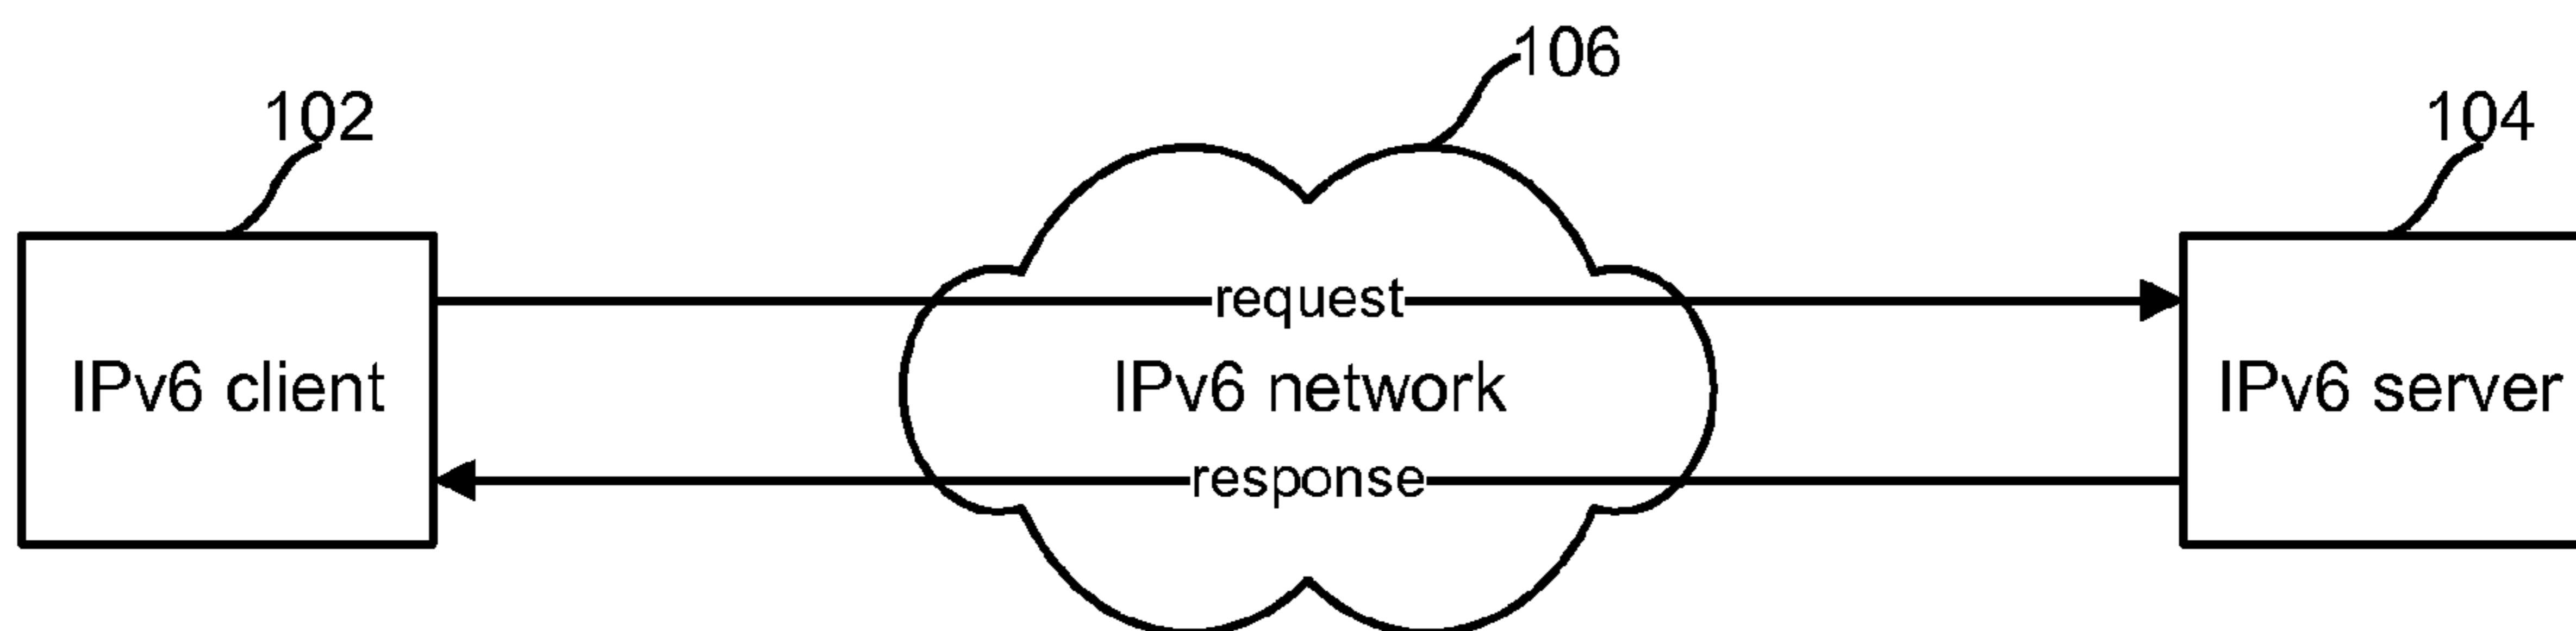 106
102
104
request
IPv6 client
IPv6 network
IPv6 server
response